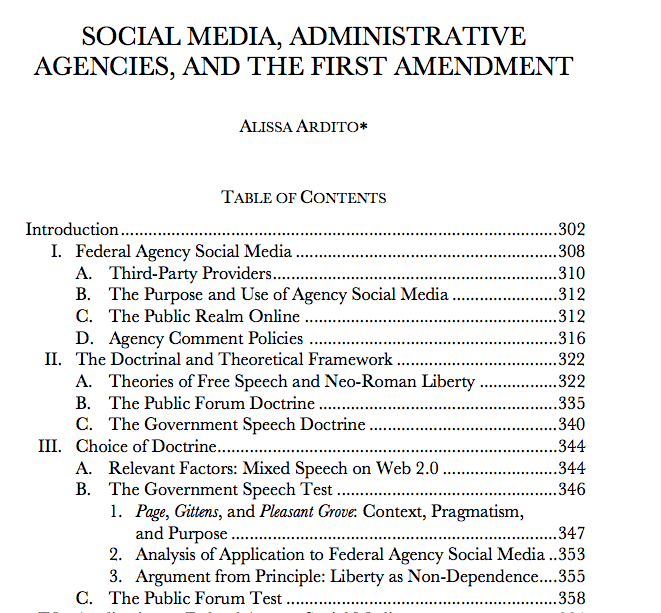 SOCIAL MEDIA, ADMINISTRATIVE
AGENCIES, AND THE FIRST AMENDMENT
ALISSA ARDITO*
TABLE OF CONTENTS
Introduction..............................................................................302
I. Federal Agency Social Media ................................................308
A. Third-Party Providers....................................................310
B. The Purpose and Use of Agency Social Media ...................312
C. The Public Realm Online ...............................................312
D. Agency Comment Policies .............................................316
II. The Doctrinal and Theoretical Framework .............................322
A. Theories of Free Speech and Neo-Roman Liberty ..............322
B. The Public Forum Doctrine ............................................335
C. The Government Speech Doctrine ...................................340
III. Choice of Doctrine..............................................................344
A. Relevant Factors: Mixed Speech on Web 2.0 .....................344
B. The Government Speech Test .........................................346
1. Page, Gittens, and Pleasant Grove: Context, Pragmatism,
and Purpose ...........................................................347
2. Analysis of Application to Federal Agency Social Media ..353
3. Argument from Principle: Liberty as Non-Dependence....355
C. The Public Forum Test ..................................................358